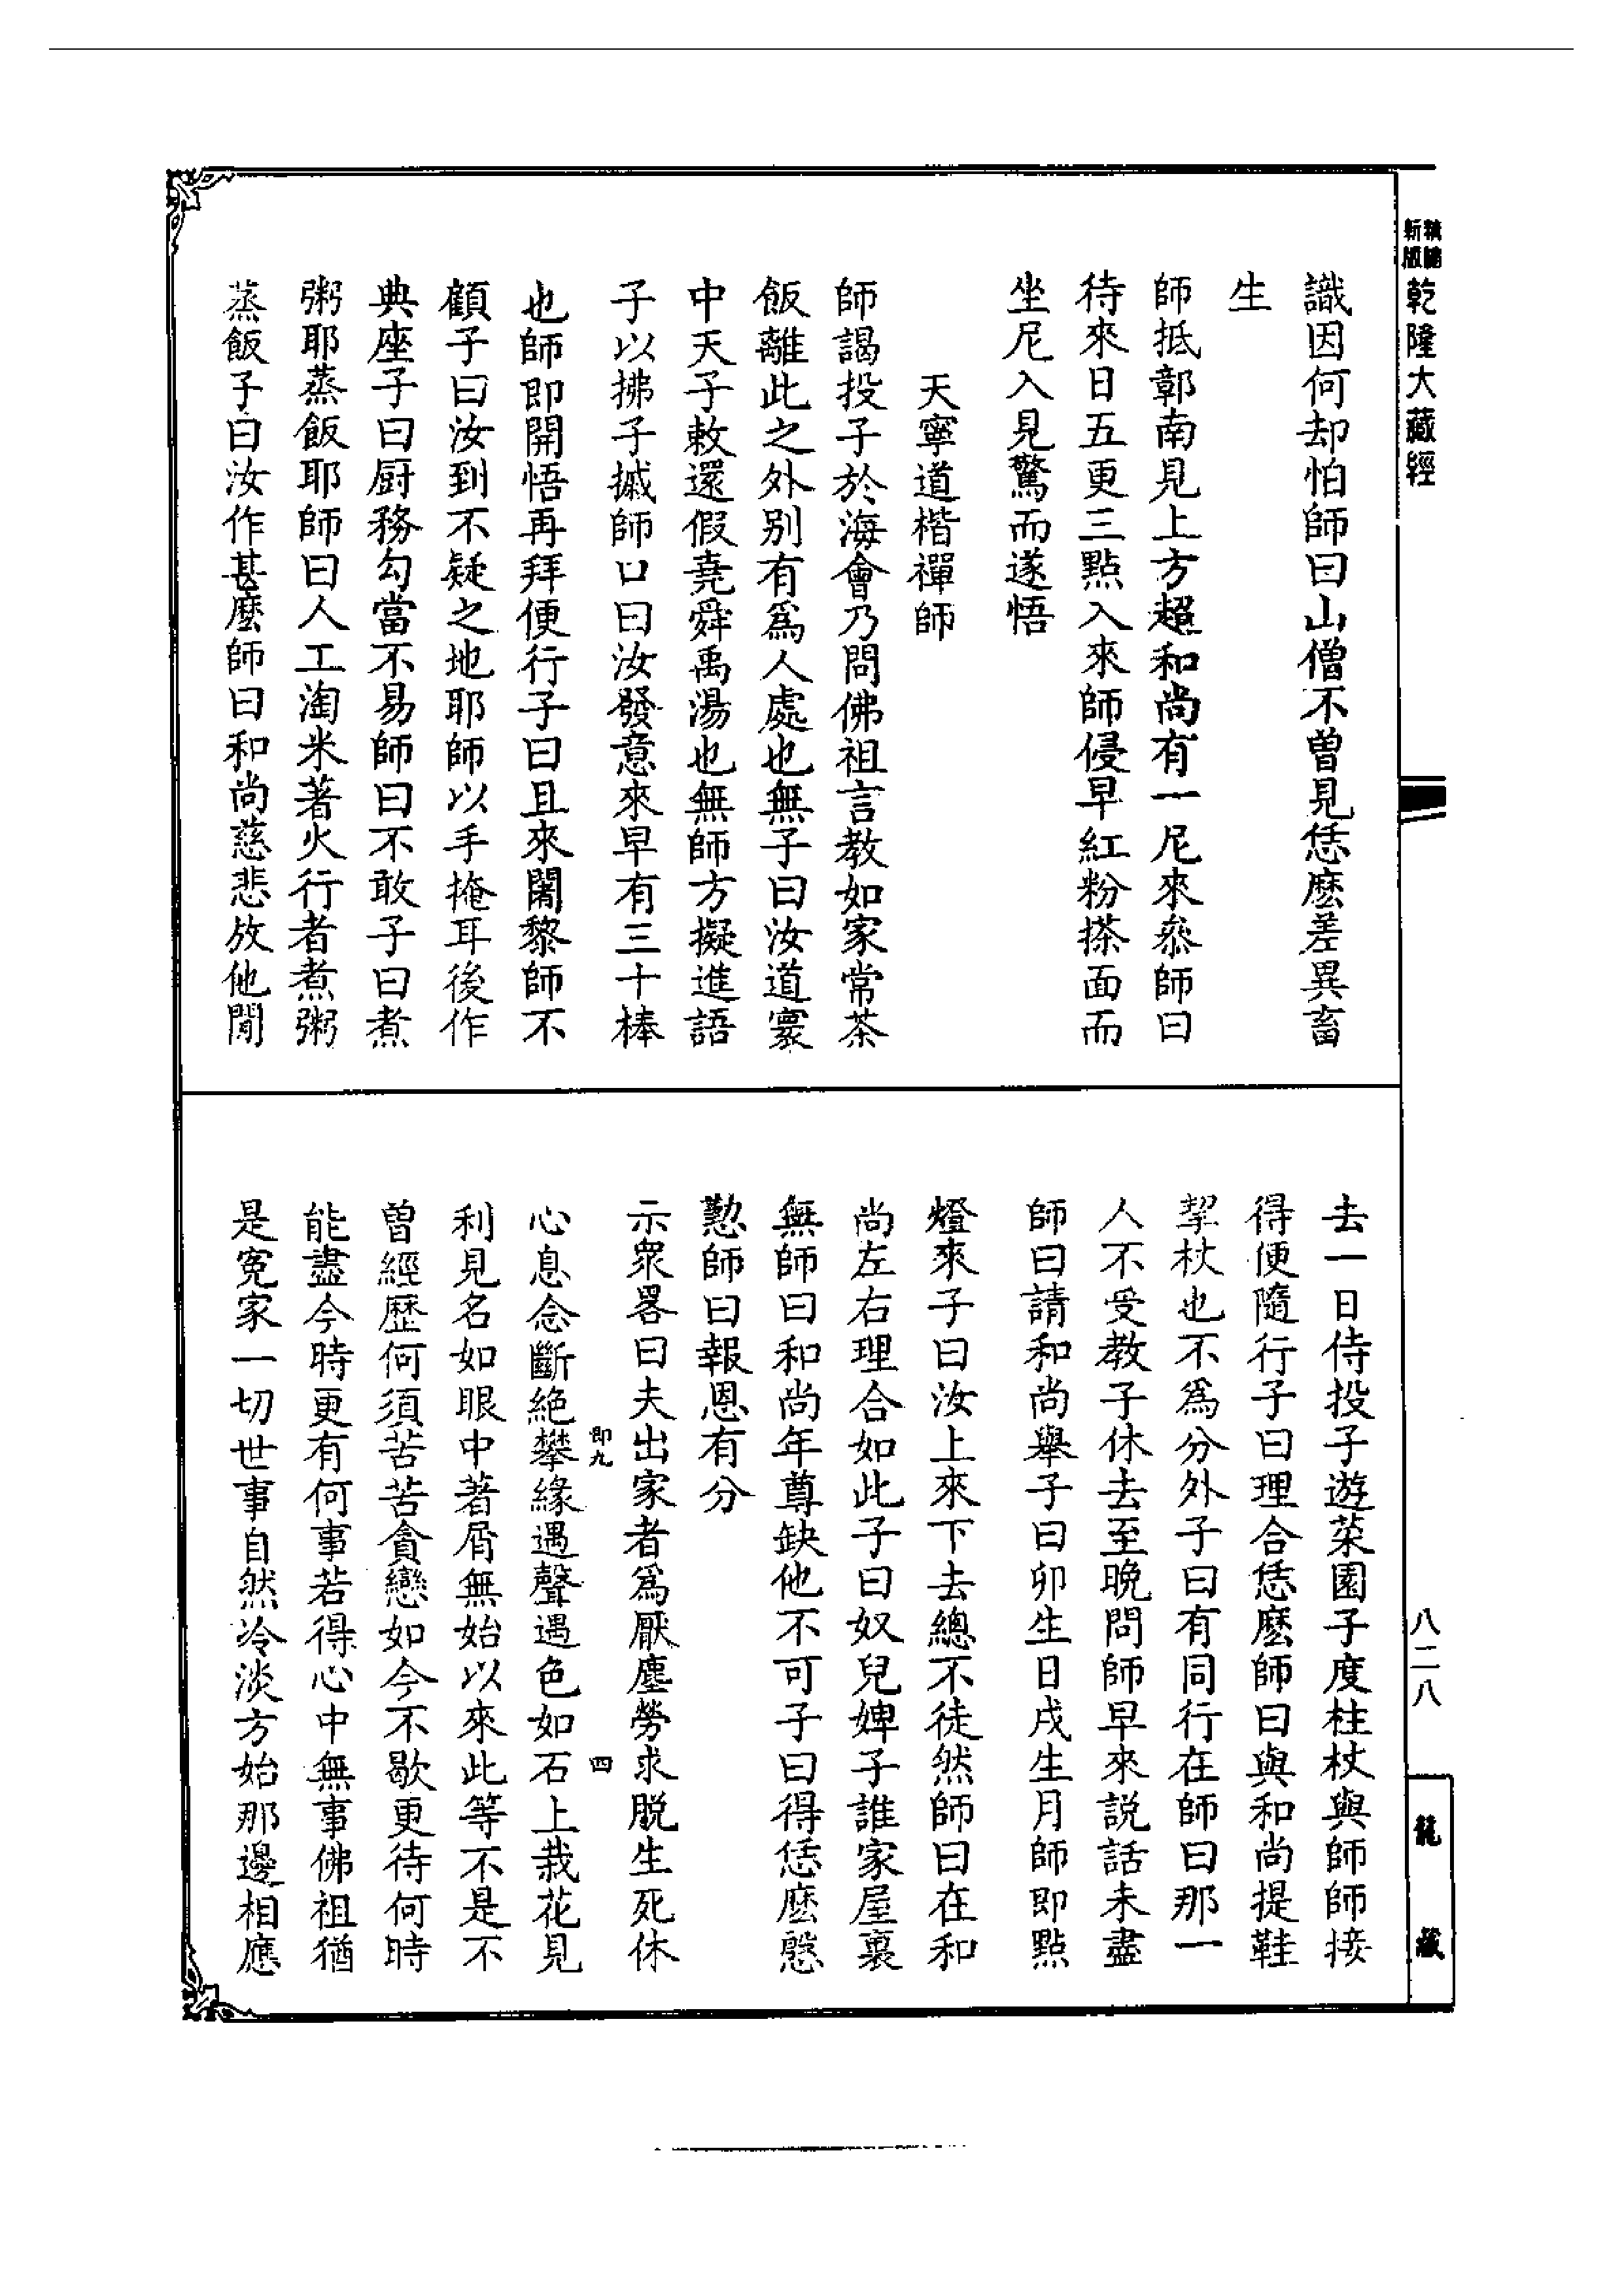 精縮新版乾隆大藏經
識因何却怕師曰山僧不曾見恁麽差異畜
生
師抵鄣南見上方超和尚有一尼來叅師曰
待來日五更三點入來師侵早紅粉搽面而
坐尼入見驚而遂悟
天寧道楷禪師
師謁投子於海會乃問佛祖言教如家常茶
飯離此之外别有爲人處也無子曰汝道寰
中天子敕還假堯舜禹湯也無師方擬進語
子以拂子摵師口曰汝發意來早有三十棒
也師即開悟再拜便行子曰且來闍黎師不
顧子曰汝到不疑之地耶師以手掩耳後作
典座子曰厨務勾當不易師曰不敢子曰煮
粥耶蒸飯耶師曰人工淘米著火行者煮粥
蒸飯子曰汝作甚麽師曰和尚慈悲放他閒
去一日侍投子遊菜園子度柱杖與師師接
得便隨行子曰理合恁麽師曰與和尚提鞋
挈杖也不爲分外子曰有同行在師曰那一
人不受教子休去至晚問師早來説話未盡
師曰請和尚舉子曰卯生日戌生月師即點
燈來子曰汝上來下去總不徒然師曰在和
尚左右理合如此子曰奴兒婢子誰家屋裏
無師曰和尚年尊缺他不可子曰得恁麽慇
懃師曰報恩有分
示衆畧曰夫出家者爲厭塵勞求脱生死休
即九
四
心息念斷絶攀緣遇聲遇色如石上栽花見
利見名如眼中著屑無始以來此等不是不
曾經歷何須苦苦貪戀如今不歇更待何時
能盡今時更有何事若得心中無事佛祖猶
是寃家一切世事自然冷淡方始那邊相應
八二八
龍藏